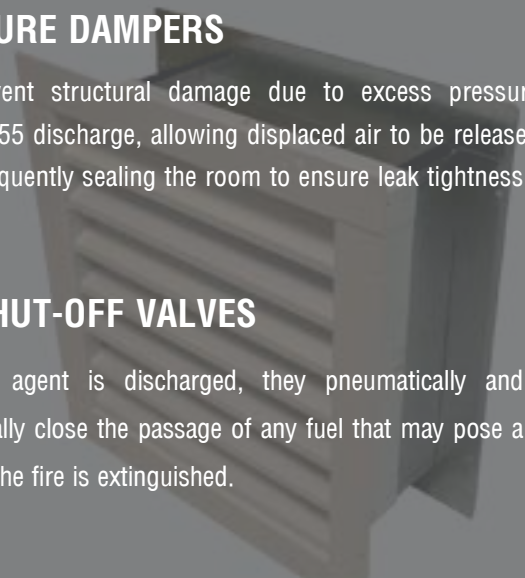 URE DAMPERS
ent structural damage due to excess pressur
55 discharge, allowing displaced air to be release
quently sealing the room to ensure leak tightness
HUT-OFF VALVES
agent is discharged, they pneumatically and
ally close the passage of any fuel that may pose a
he fire is extinguished.